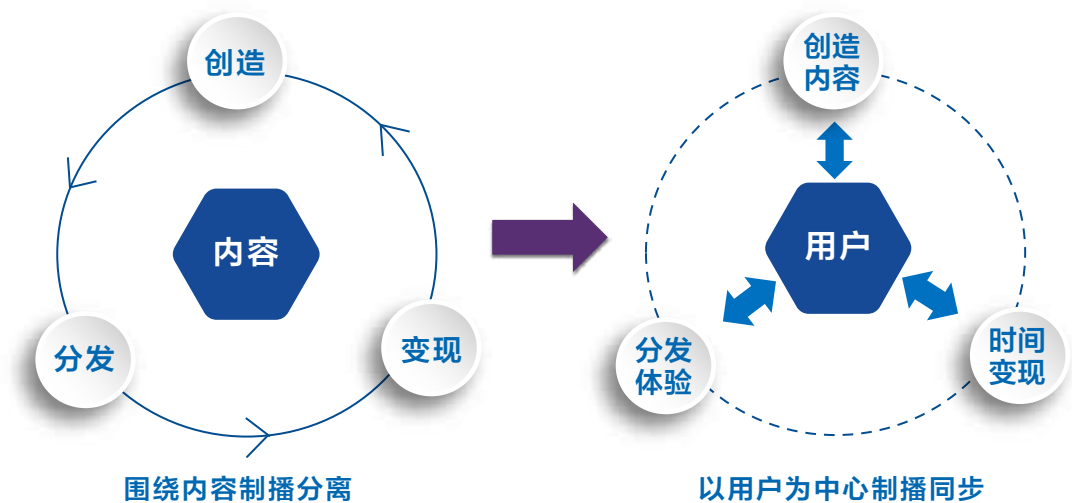 创造
内容
分发
变现
围绕内容制播分离
创造
内容
用户
分发
体验
时间
变现
以用户为中心制播同步